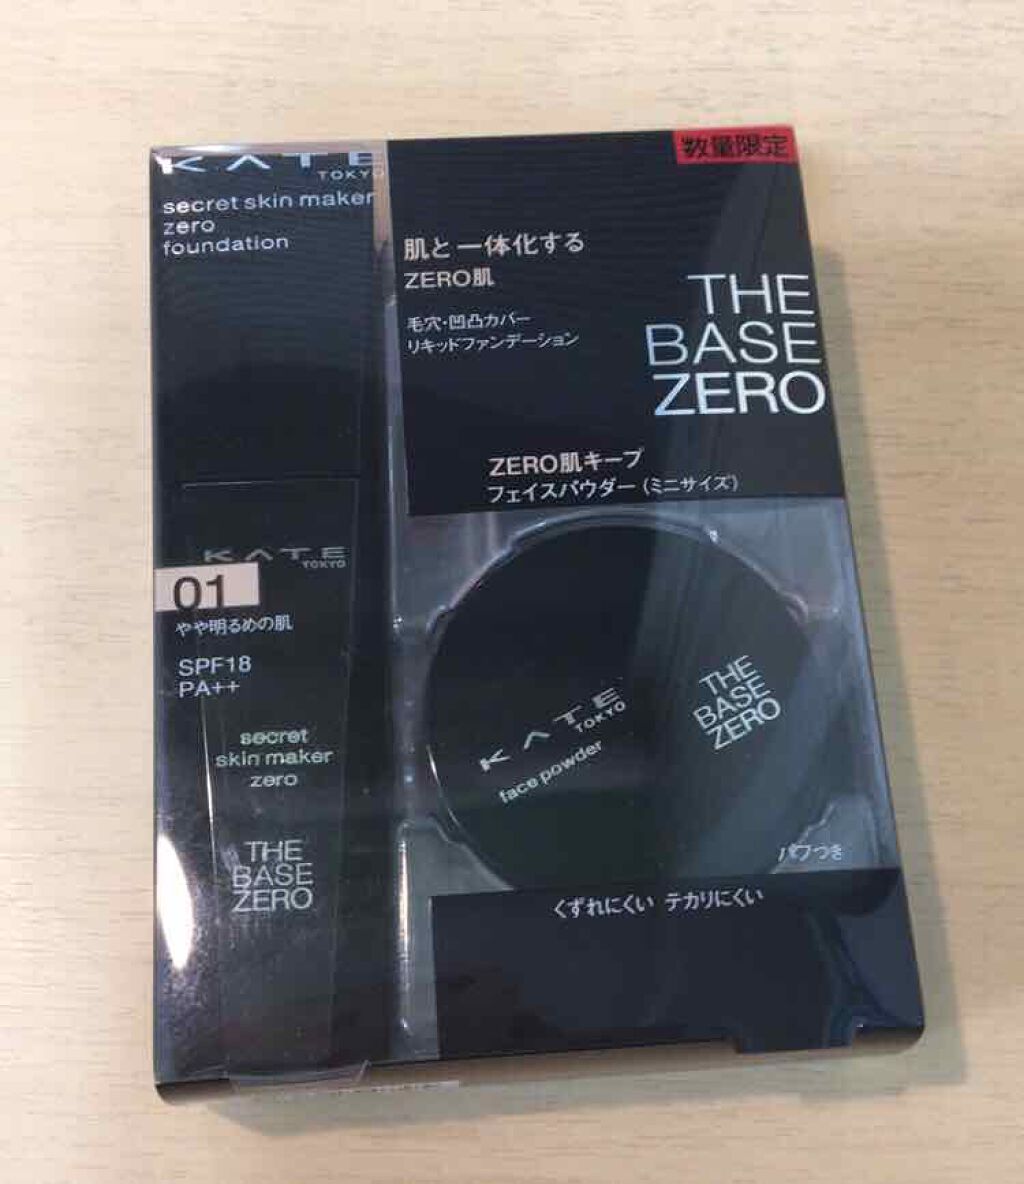 KATE
TOKYO
secret skin maker
zero
foundation
数量限定
肌と一体化する
ZERO肌
毛穴・凹凸カバー
リキッドファンデーション
THE
BASE
ZERO
ZERO肌キープ
フェイスパウダー（ミニサイズ）
KATE
TOKYO
01
やや明るめの肌
SPF18
PA++
secret
skin maker
zero
THE
BASE
ZERO
KATE
TOKYO
face powder
THE
BASE
ZERO
パフつき
くずれにくい テカリにくい